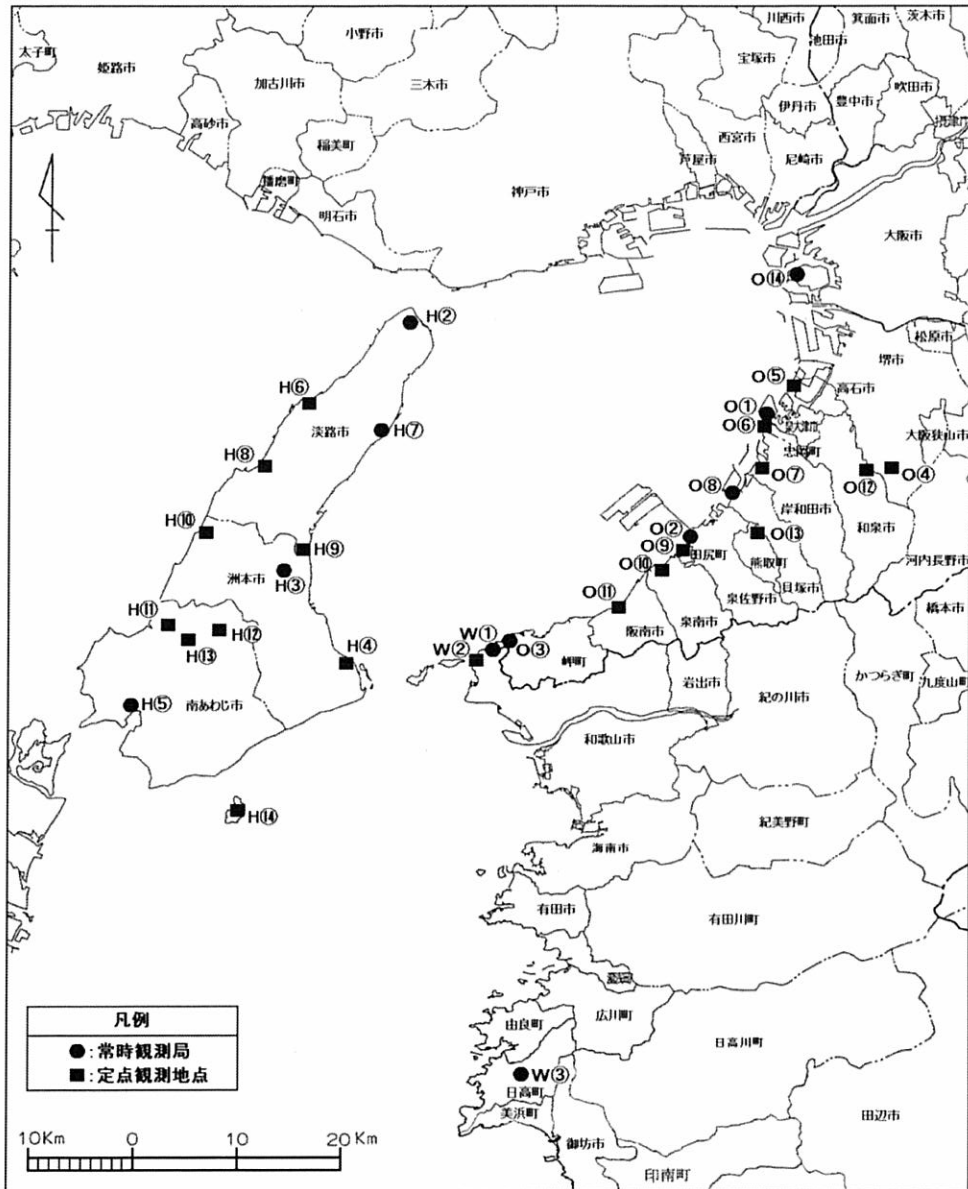 小野市
川西市
箕面市
茨木市
太子町
池田市
姫路市
宝塚市
加古川市
三木市
吹田市
豊中市
伊丹市
高砂市
摂津市
西宮市
稲美町
芦屋市
尼崎市
播磨町
神戸市
明石市
大阪市
O⑭
H②
松原市
堺市
O⑤
高石市
H⑥
O①
淡路市
H⑦
O⑥
泉大津市
忠岡町
大阪狭山市
H⑧
O⑦
O⑫
O④
O⑧
岸和田市
和泉市
H⑩
O②
O⑬
H⑨
O⑨
田尻町
熊取町
洲本市
H③
O⑩
河内長野市
貝塚市
泉佐野市
H⑪
O⑪
橋本市
H⑫
阪南市
泉南市
H⑬
W①
O③
H④
W②
岬町
かつらぎ町
岩出市
紀の川市
九度山町
H⑤
南あわじ市
和歌山市
H⑭
紀美野町
海南市
有田市
有田川町
凡例
広川町
由良町
●:常時観測局
日高川町
■:定点観測地点
W③
日高町
美浜町
田辺市
10Km 0 10 20Km
御坊市
印南町